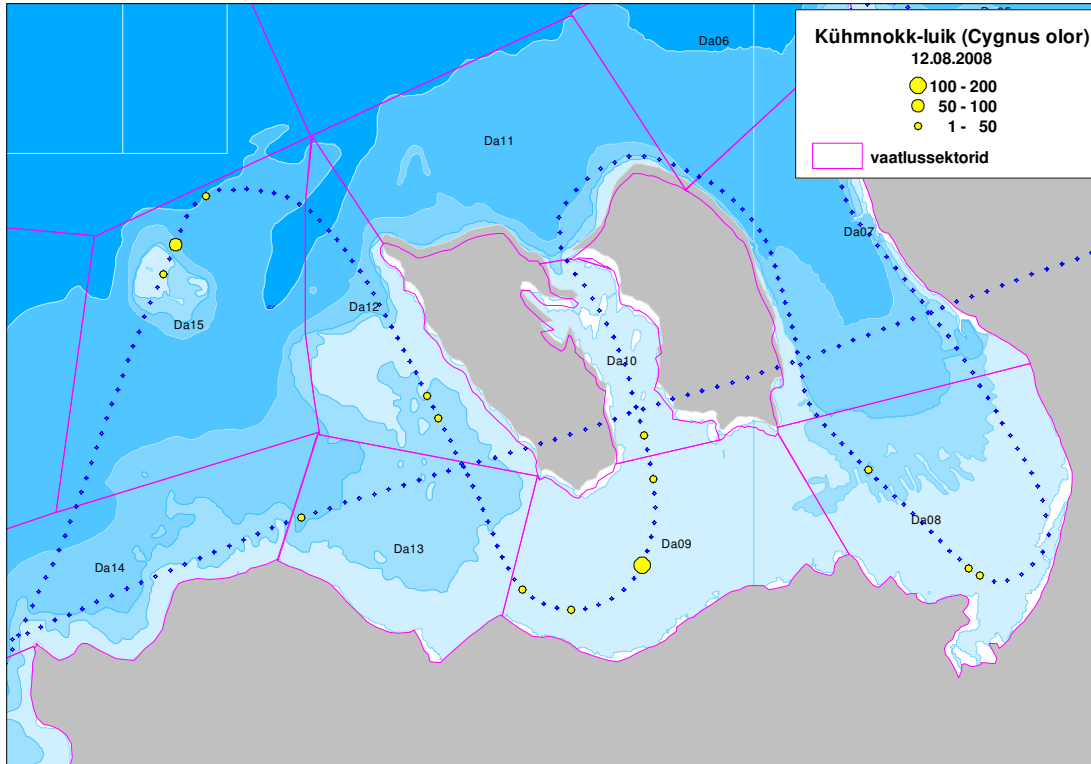 Da06
Kühmnokk-luik (Cygnus olor)
12.08.2008
100 - 200
50 - 100
1 - 50
vaatlussektorid
Da11
Da07
Da12
Da15
Da10
Da08
Da09
Da13
Da14